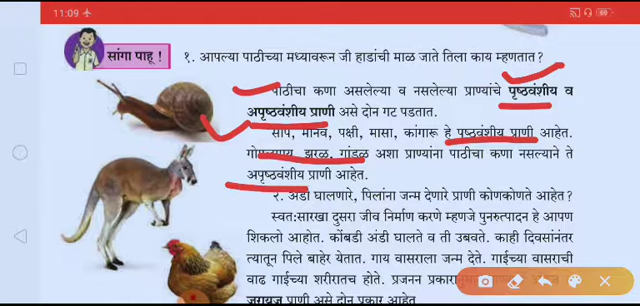 11:09
69
सांगा पाहू !
१. आपल्या पाठीच्या मध्यावरून जी हाडांची माळ जाते तिला काय म्हणतात?
पाठीचा कणा असलेल्या व नसलेल्या प्राण्यांचे पृष्ठवंशीय व
अपृष्ठवंशीय प्राणी असे दोन गट पडतात.
साप, मानव, पक्षी, मासा, कांगारू हे पृष्ठवंशीय प्राणी आहेत.
झुरळ, गांडूळ अशा प्राण्यांना पाठीचा कणा नसल्याने ते
अपृष्ठवंशीय प्राणी आहेत.
२. अंडी घालणारे, पिलांना जन्म देणारे प्राणी कोणकोणते आहेत?
स्वतःसारखा दुसरा जीव निर्माण करणे म्हणजे पुनरुत्पादन हे आपण
शिकलो आहोत. कोंबडी अंडी घालते व ती उबवते. काही दिवसांनंतर
त्यातून पिले बाहेर येतात. गाय वासराला जन्म देते. गाईच्या वासराची
वाढ गाईच्या शरीरातच होते. प्रजनन
जरायुज प्राणी असे दोन प्रकार आहेत